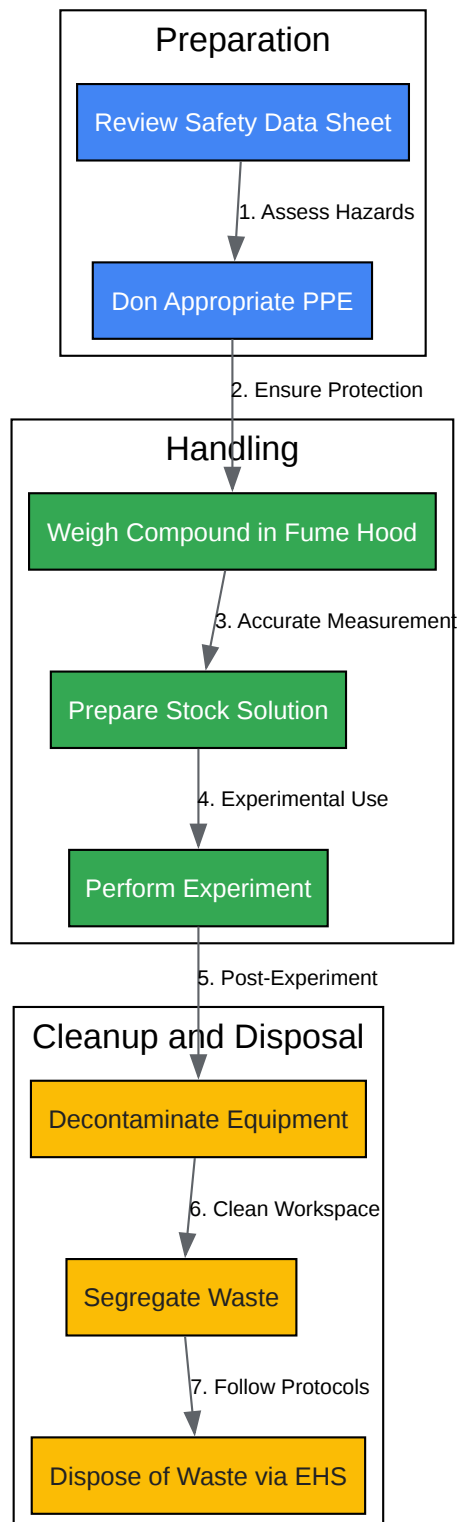 Preparation
Review Safety Data Sheet
1. Assess Hazards
Don Appropriate PPE
2. Ensure Protection
Handling
Weigh Compound in Fume Hood
3. Accurate Measurement
Prepare Stock Solution
4. Experimental Use
Perform Experiment
5. Post-Experiment
Cleanup and Disposal
Decontaminate Equipment
6. Clean Workspace
Segregate Waste
7. Follow Protocols
Dispose of Waste via EHS